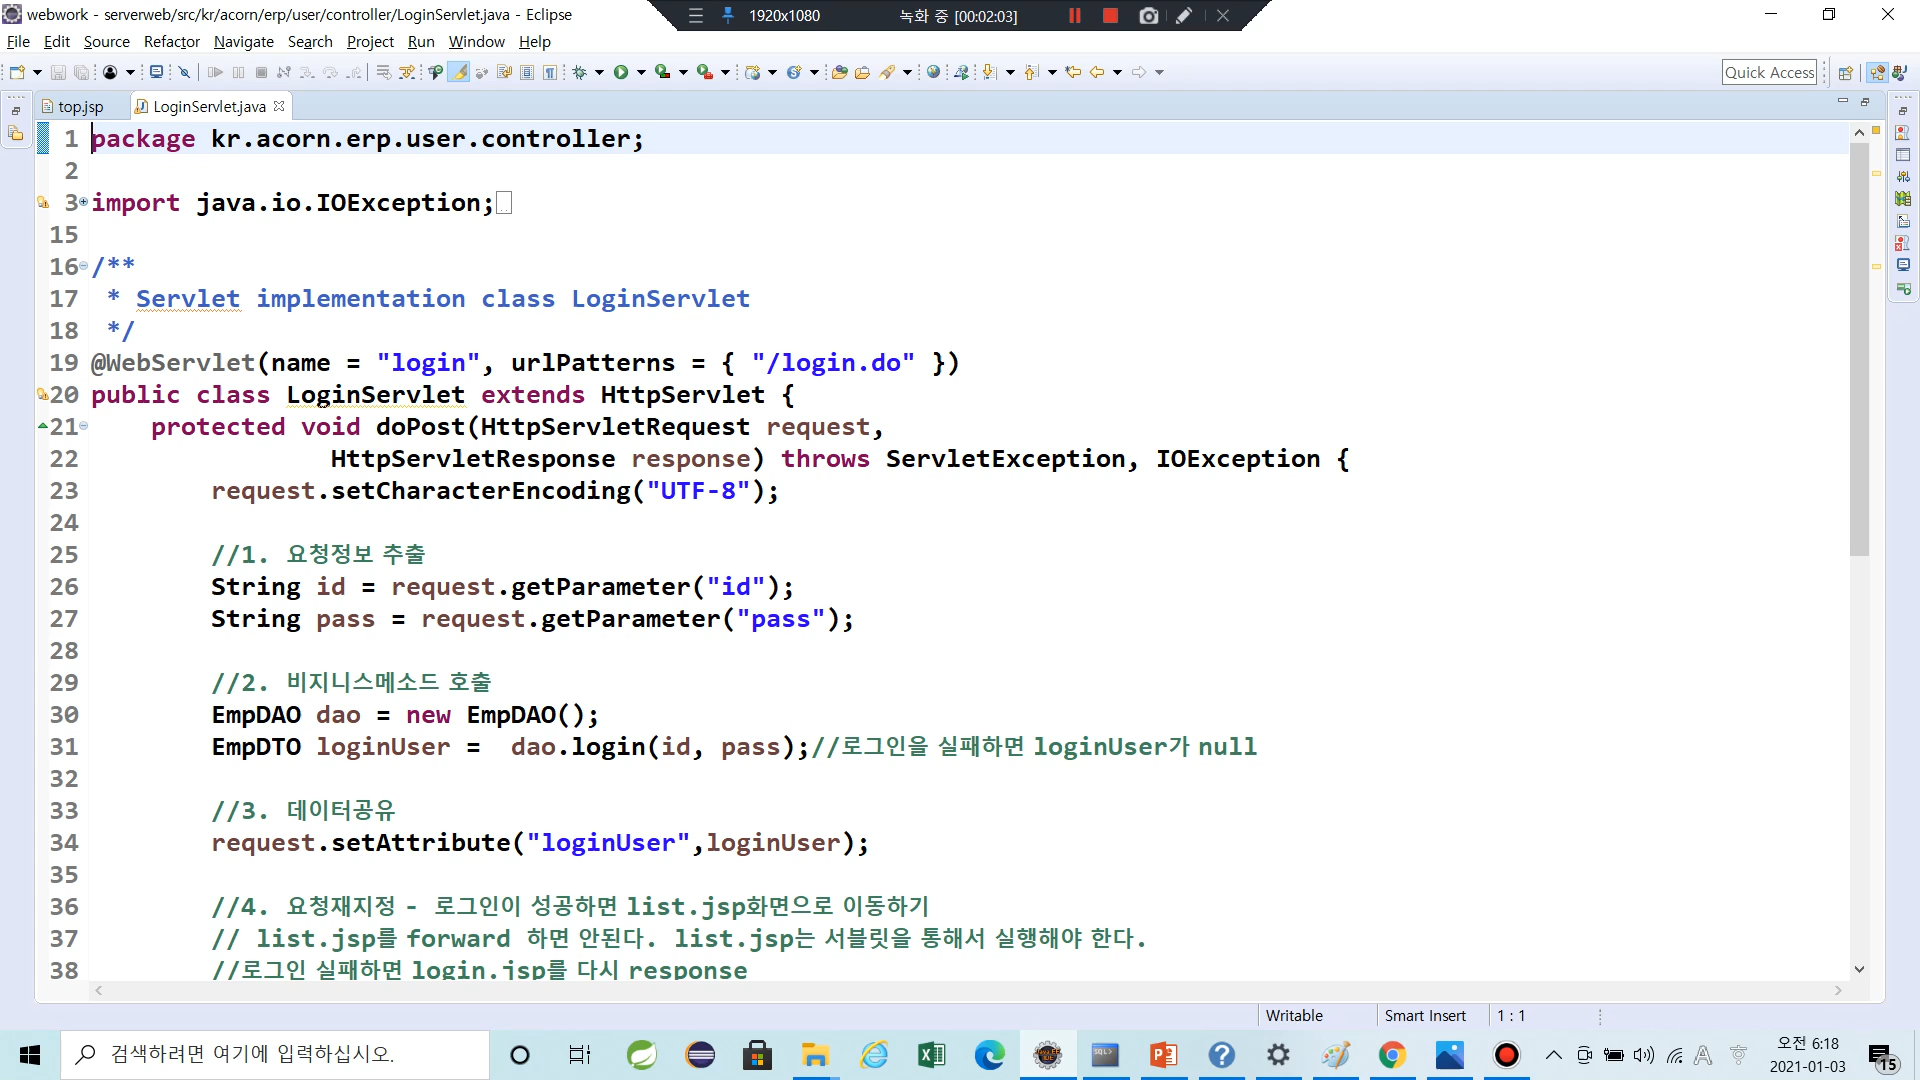 webwork - serverweb/src/kr/acorn/erp/user/controller/LoginServlet.java - Eclipse
1920x1080
녹화 중 [00:02:03]
File Edit Source Refactor Navigate Search Project Run Window Help
Quick Access
top.jsp
LoginServlet.java
1 package kr.acorn.erp.user.controller;
2
3 import java.io.IOException;
15
16 /**
17 * Servlet implementation class LoginServlet
18 */
19 @WebServlet(name = "login", urlPatterns = { "/login.do" })
20 public class LoginServlet extends HttpServlet {
21 protected void doPost(HttpServletRequest request,
22 HttpServletResponse response) throws ServletException, IOException {
23 request.setCharacterEncoding("UTF-8");
24
25 //1. 요청정보 추출
26 String id = request.getParameter("id");
27 String pass = request.getParameter("pass");
28
29 //2. 비지니스메소드 호출
30 EmpDAO dao = new EmpDAO();
31 EmpDTO loginUser =  dao.login(id, pass);//로그인을 실패하면 loginUser가 null
32
33 //3. 데이터공유
34 request.setAttribute("loginUser",loginUser);
35
36 //4. 요청재지정 - 로그인이 성공하면 list.jsp화면으로 이동하기
37 // list.jsp를 forward 하면 안된다. list.jsp는 서블릿을 통해서 실행해야 한다.
38 //로그인 실패하면 login.jsp를 다시 response
Writable
Smart Insert
1 : 1
검색하려면 여기에 입력하십시오.
오전 6:18
2021-01-03
15